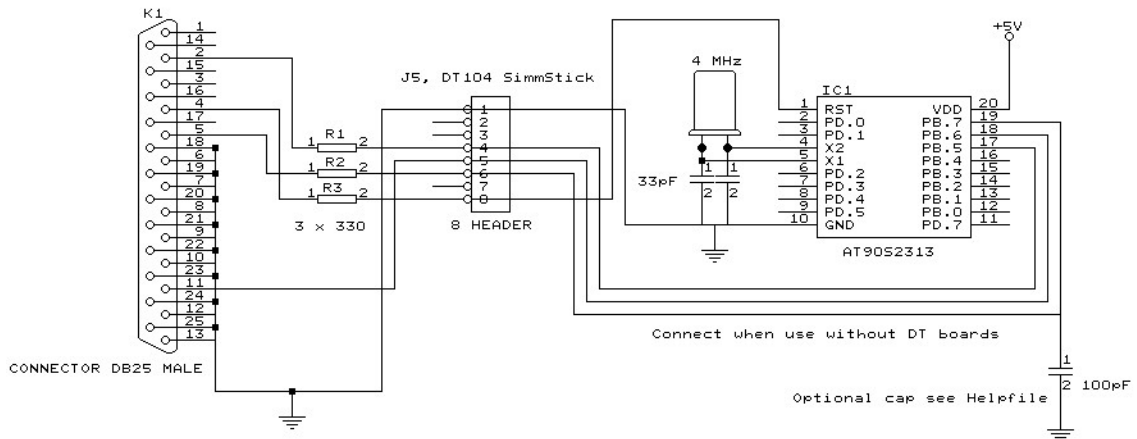 K1
1
14
2
15
3
16
4
17
5
18
6
19
7
20
8
21
9
22
10
23
11
24
12
25
13
CONNECTOR DB25 MALE
1 R1 2
1 R2 2
1 R3 2
3 x 330
J5, DT104 SimmStick
1
2
3
4
5
6
7
8
8 HEADER
4 MHz
33pF
1 1
2 2
+5V
IC1
1 RST VDD 20
2 PD.0 PB.7 19
3 PD.1 PB.6 18
4 X2 PB.5 17
5 X1 PB.4 16
6 PD.2 PB.3 15
7 PD.3 PB.2 14
8 PD.4 PB.1 13
9 PD.5 PB.0 12
10 GND PD.7 11
AT90S2313
Connect when use without DT boards
1
2 100pF
Optional cap see Helpfile